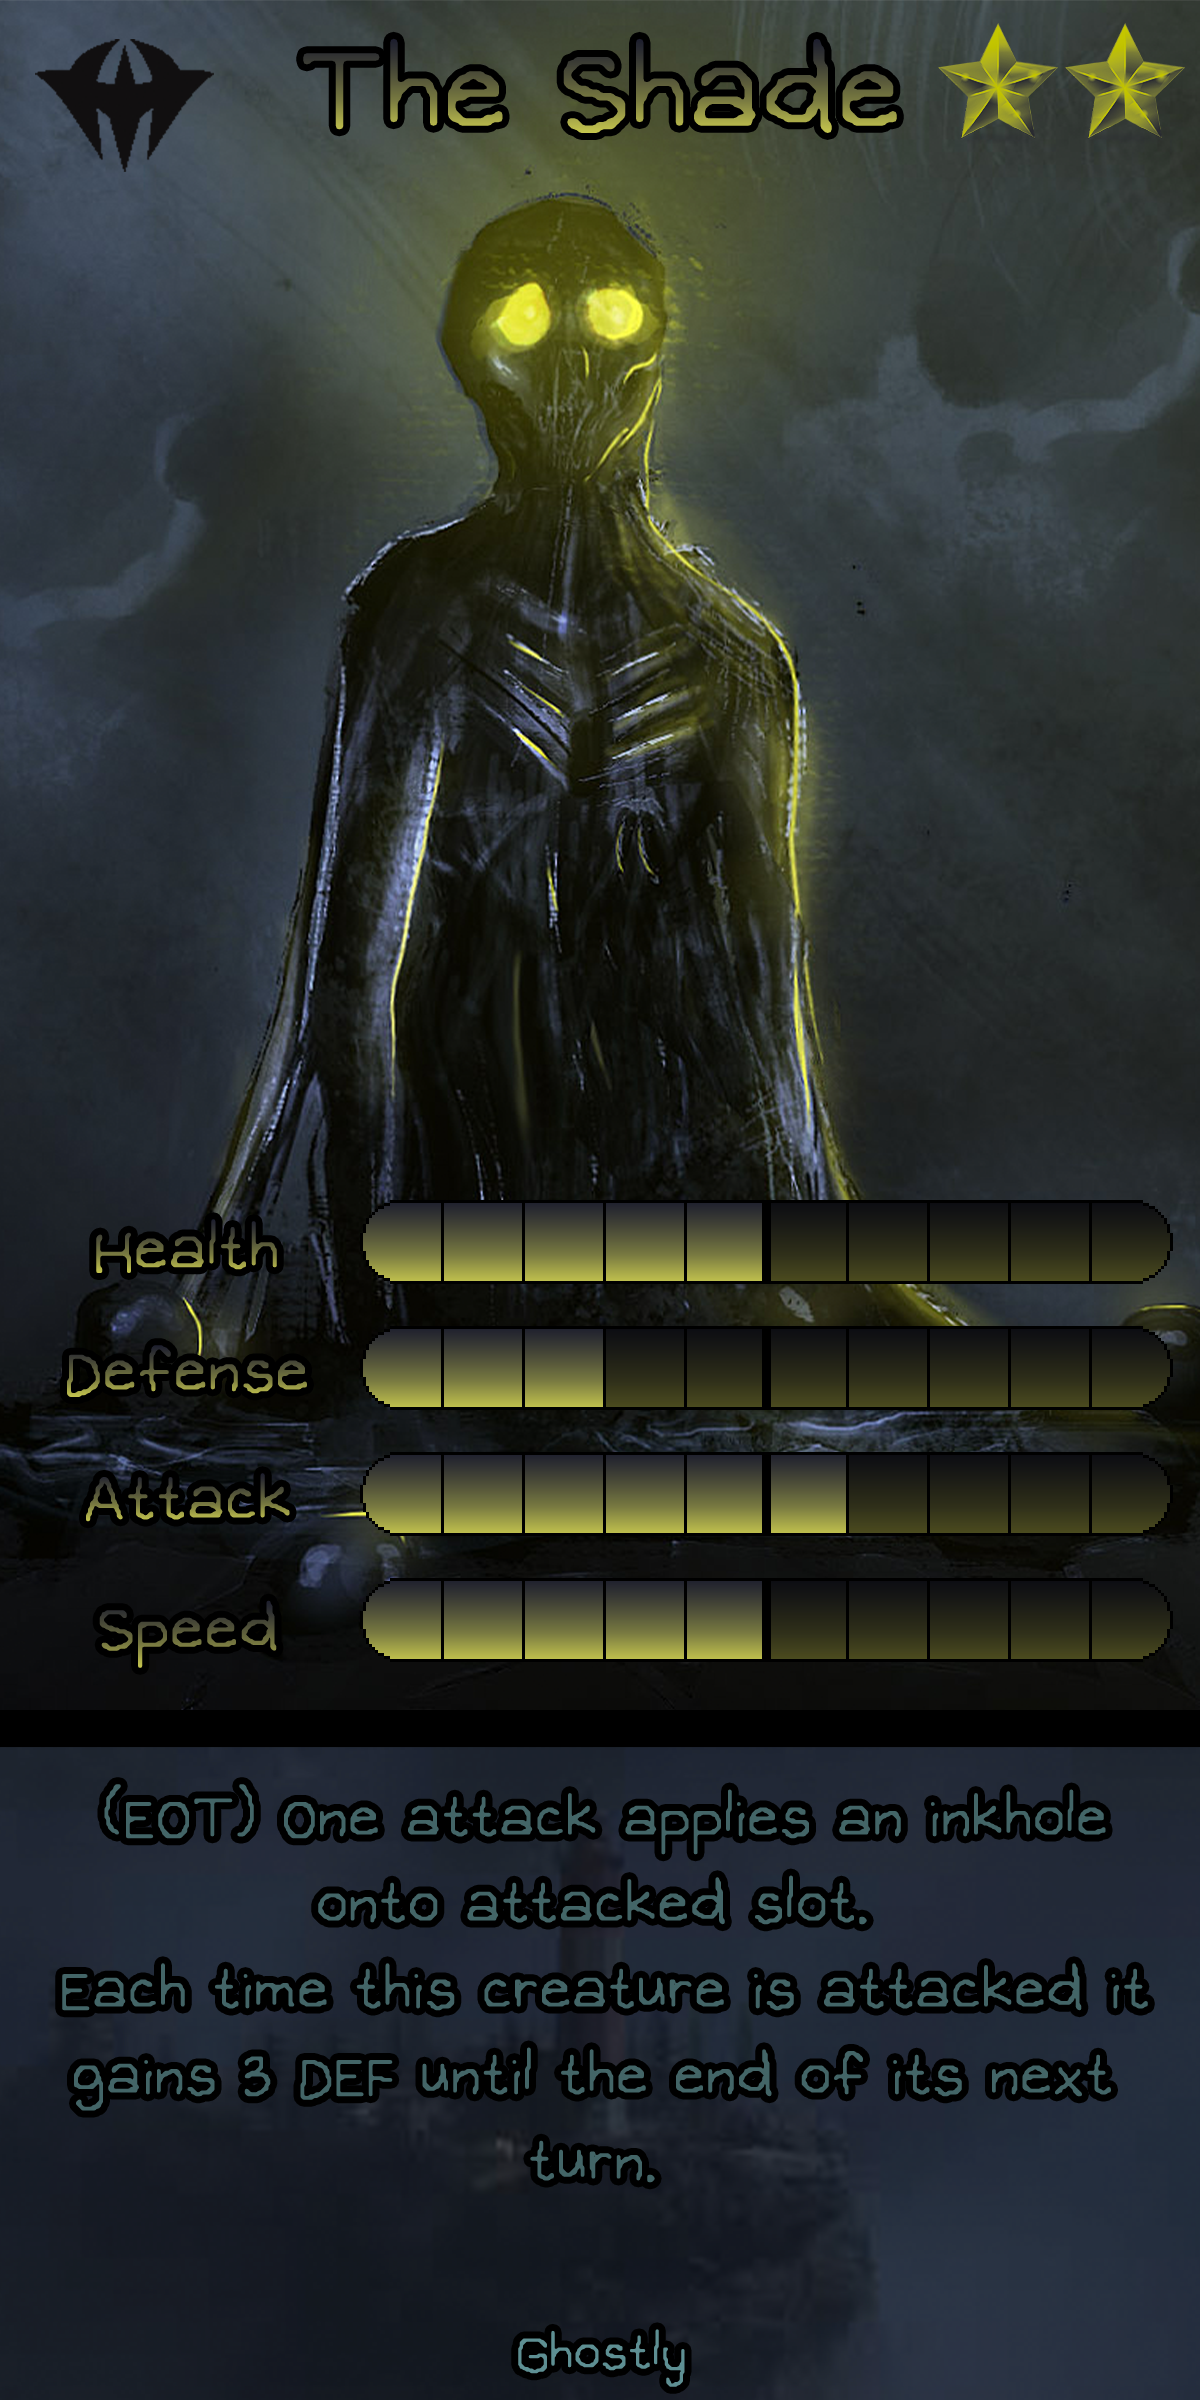 The Shade
Health
Defense
Attack
Speed
(EOT) One attack applies an inkhole
onto attacked slot.
Each time this creature is attacked it
gains 3 DEF until the end of its next
turn.
Ghostly